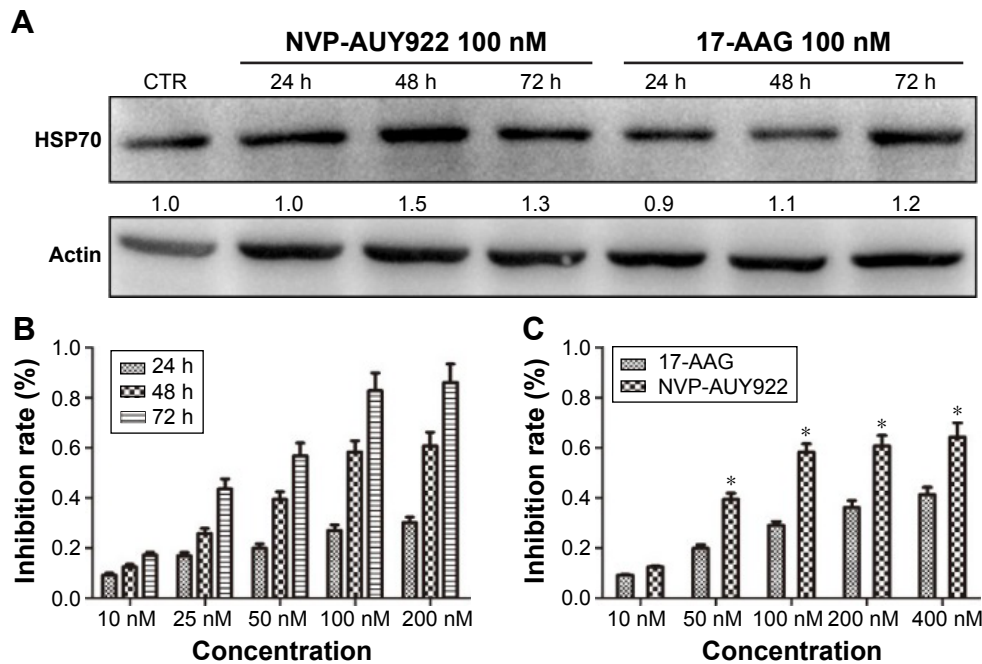 A
NVP-AUY922 100 nM 17-AAG 100 nM
CTR 24 h 48 h 72 h 24 h 48 h 72 h
HSP70
1.0 1.0 1.5 1.3 0.9 1.1 1.2
Actin
B
Inhibition rate (%)
1.0
0.8
0.6
0.4
0.2
0.0
24 h
48 h
72 h
10 nM 25 nM 50 nM 100 nM 200 nM
Concentration
C
Inhibition rate (%)
1.0
0.8
0.6
0.4
0.2
0.0
17-AAG
NVP-AUY922
* * * *
10 nM 50 nM 100 nM 200 nM 400 nM
Concentration